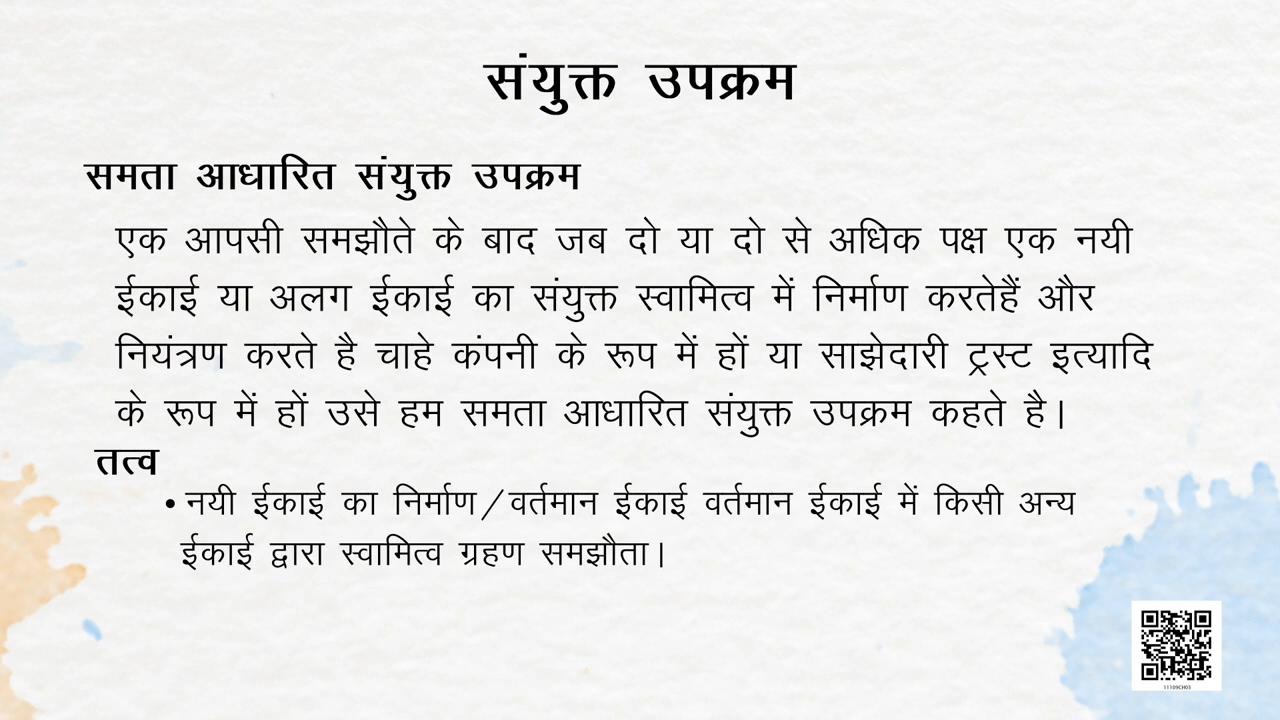 संयुक्त उपक्रम
समता आधारित संयुक्त उपक्रम
एक आपसी समझौते के बाद जब दो या दो से अधिक पक्ष एक नयी
ईकाई या अलग ईकाई का संयुक्त स्वामित्व में निर्माण करतेहैं और
नियंत्रण करते है चाहे कंपनी के रूप में हों या साझेदारी ट्रस्ट इत्यादि
के रूप में हों उसे हम समता आधारित संयुक्त उपक्रम कहते है।
तत्व
• नयी ईकाई का निर्माण/वर्तमान ईकाई वर्तमान ईकाई में किसी अन्य
ईकाई द्वारा स्वामित्व ग्रहण समझौता।
11109CH03